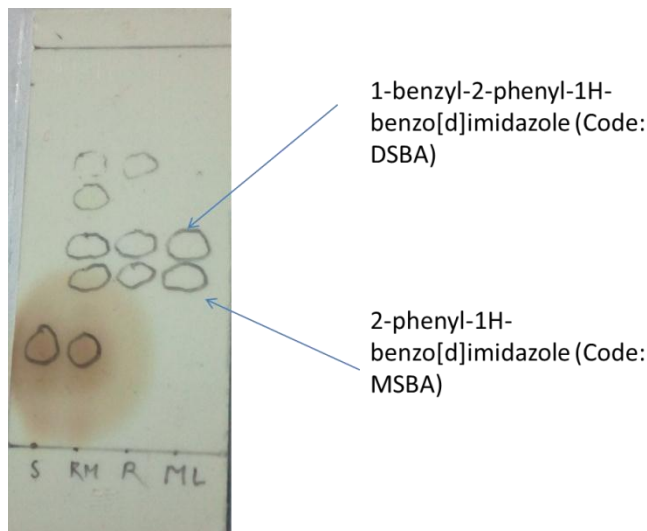 1-benzyl-2-phenyl-1H-
benzo[d]imidazole (Code:
DSBA)
2-phenyl-1H-
benzo[d]imidazole (Code:
MSBA)
S RM R ML